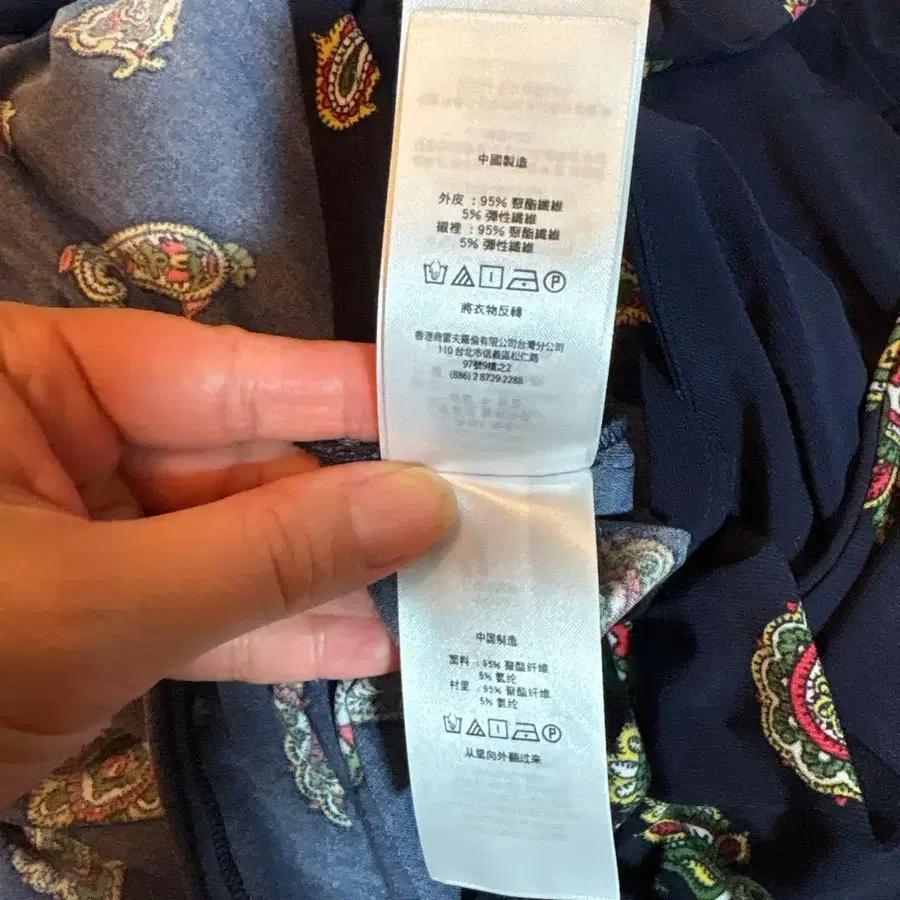 中國製造
外皮 : 95% 聚酯纖維
5% 彈性纖維
襯裡 : 95% 聚酯纖維
5% 彈性纖維
P
將衣物反轉
香港商雷夫羅倫有限公司台灣分公司
110 台北市信義區松仁路
97號9樓之2
(886) 2 8729 2288
中国制造
面料 : 95% 聚酯纤维
5% 氨纶
衬里 : 95% 聚酯纤维
5% 氨纶
P
从里向外翻过来